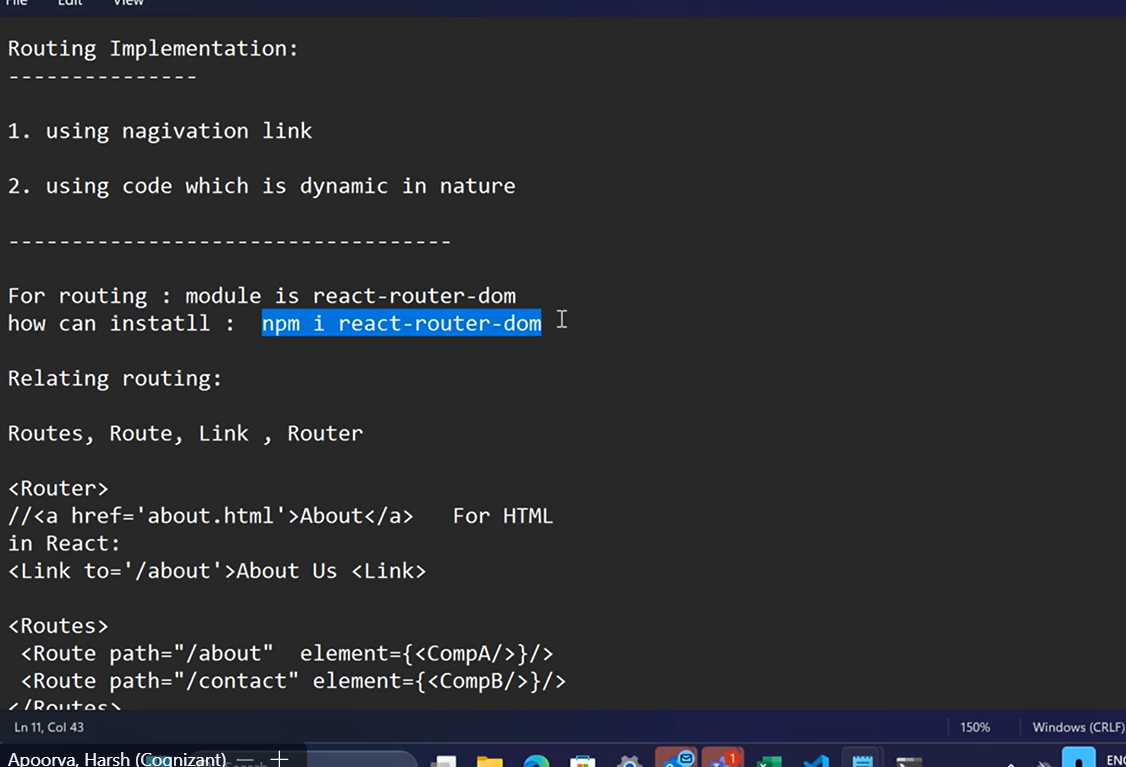 File Edit View
Routing Implementation:
---------------
1. using nagivation link
2. using code which is dynamic in nature
-----------------------------------
For routing : module is react-router-dom
how can instatll :  npm i react-router-dom
Relating routing:
Routes, Route, Link , Router
<Router>
//<a href='about.html'>About</a>   For HTML
in React:
<Link to='/about'>About Us <Link>
<Routes>
 <Route path="/about"  element={<CompA/>}/>
 <Route path="/contact" element={<CompB/>}/>
</Routes>
Ln 11, Col 43 150% Windows (CRLF)
Apoorva, Harsh (Cognizant) Search 1 ENG